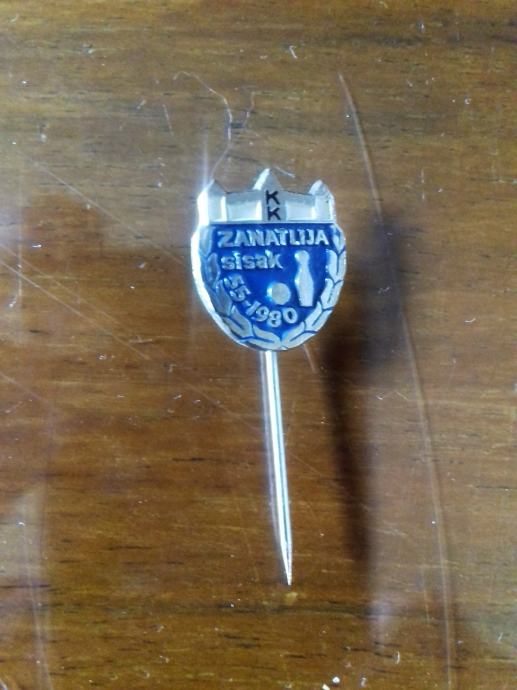 KK
ZANATLIJA
sisak
55-1980